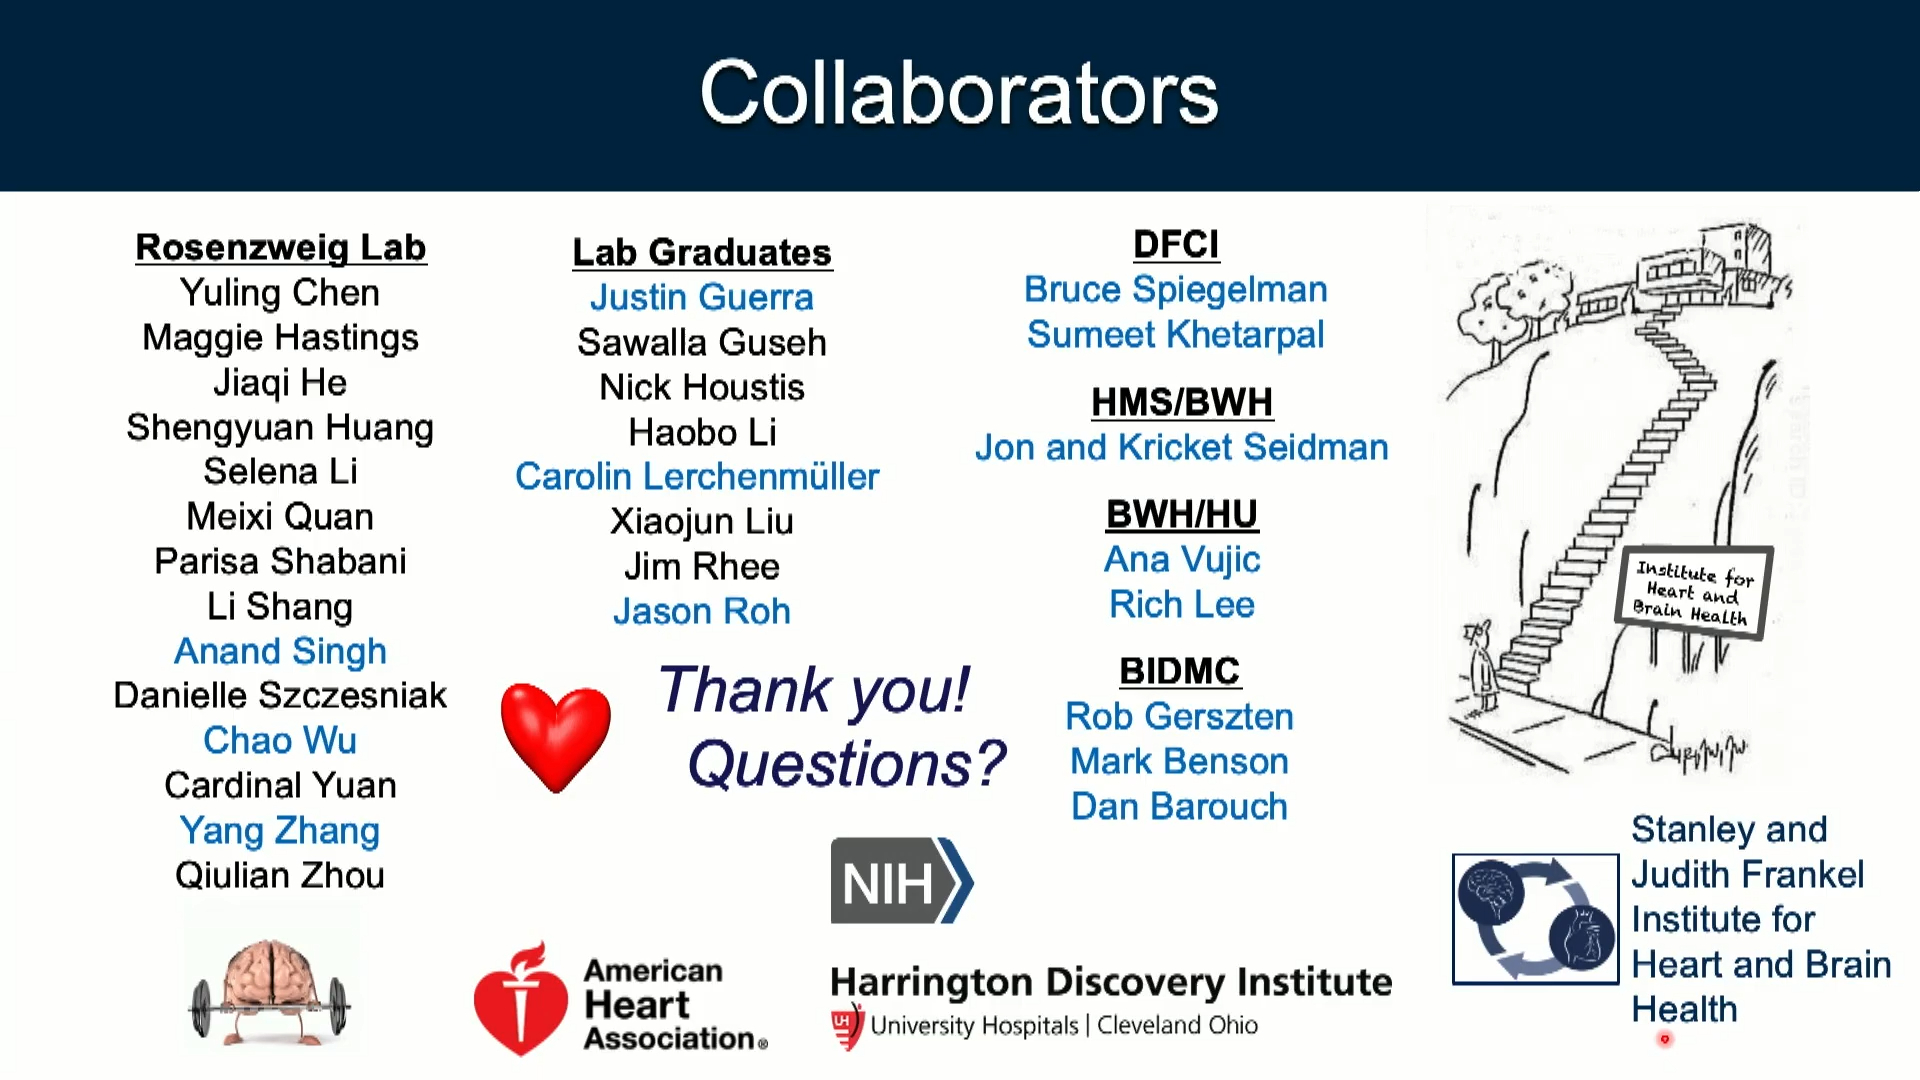 Collaborators
Rosenzweig Lab
Yuling Chen
Maggie Hastings
Jiaqi He
Shengyuan Huang
Selena Li
Meixi Quan
Parisa Shabani
Li Shang
Anand Singh
Danielle Szczesniak
Chao Wu
Cardinal Yuan
Yang Zhang
Qiulian Zhou
Lab Graduates
Justin Guerra
Sawalla Guseh
Nick Houstis
Haobo Li
Carolin Lerchenmüller
Xiaojun Liu
Jim Rhee
Jason Roh
Thank you!
Questions?
DFCI
Bruce Spiegelman
Sumeet Khetarpal
HMS/BWH
Jon and Kricket Seidman
BWH/HU
Ana Vujic
Rich Lee
BIDMC
Rob Gerszten
Mark Benson
Dan Barouch
Institute for
Heart and
Brain Health
NIH
American
Heart
Association®
Harrington Discovery Institute
UH University Hospitals | Cleveland Ohio
Stanley and
Judith Frankel
Institute for
Heart and Brain
Health